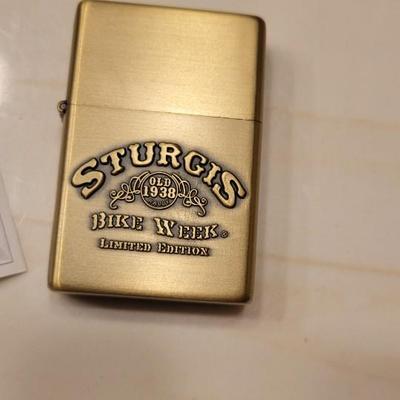 STURGIS
OLD
1938
BIKE WEEK®
LIMITED EDITION